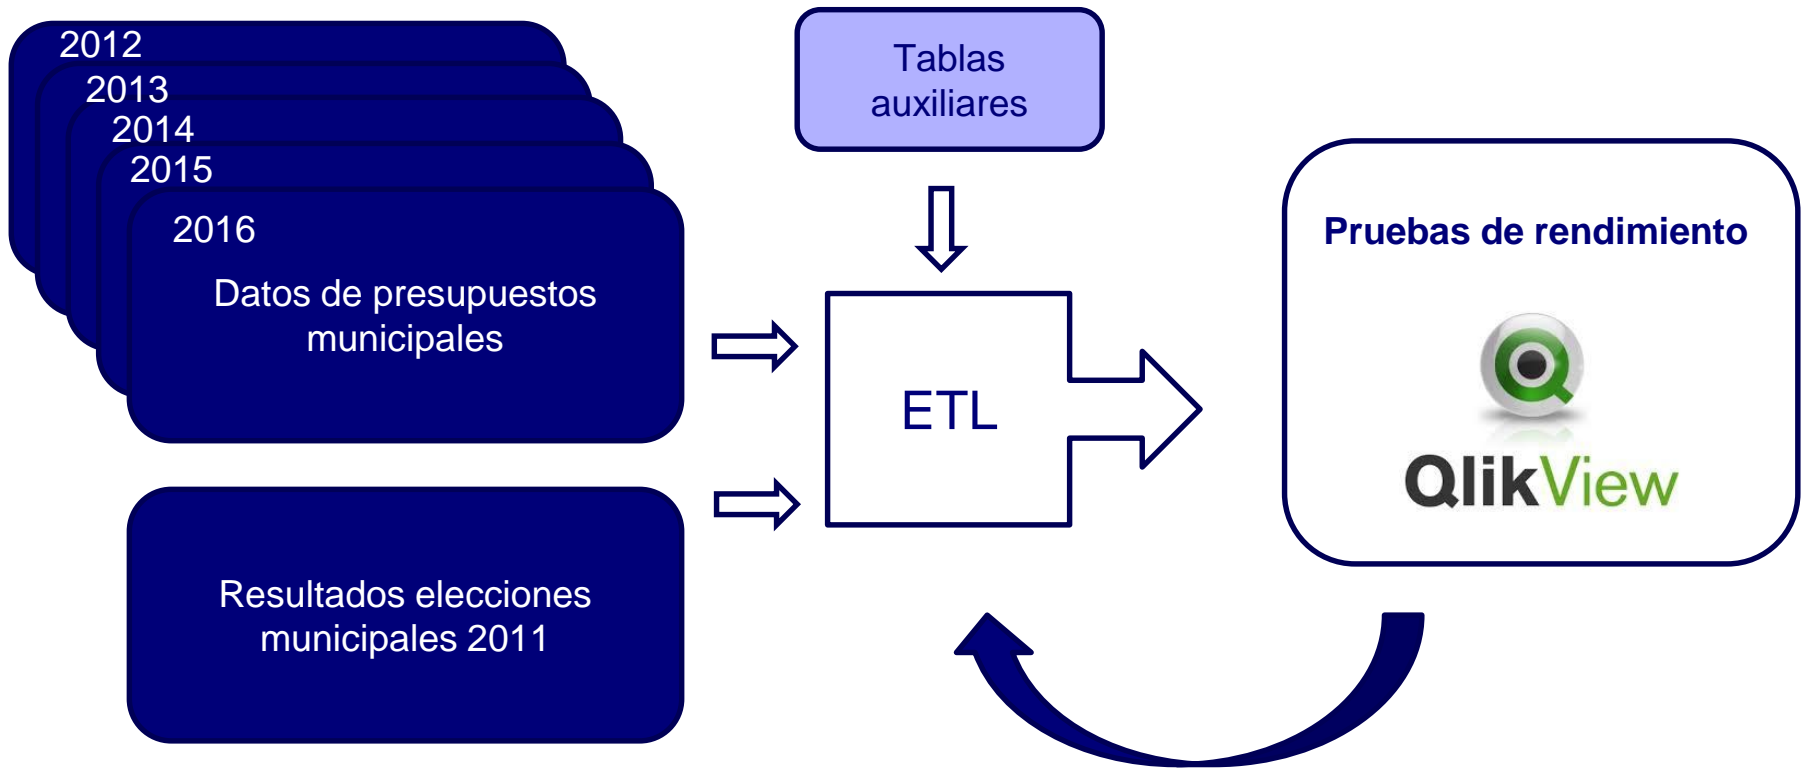 2012
2013
2014
2015
2016
Datos de presupuestos
municipales
Resultados elecciones
municipales 2011
Tablas
auxiliares
ETL
Pruebas de rendimiento
QlikView